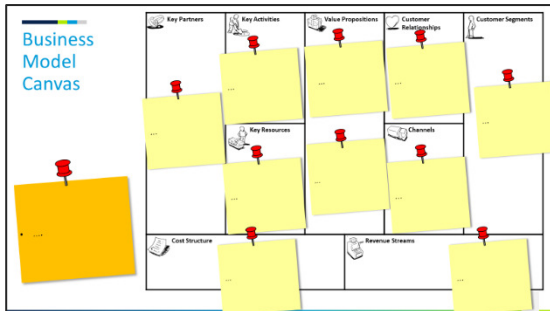 Business
Model
Canvas
Key Partners
Key Activities
Value Propositions
Customer
Relationships
Customer Segments
...
...
...
...
...
Key Resources
Channels
...
...
...
• ....
Cost Structure
Revenue Streams
...
...